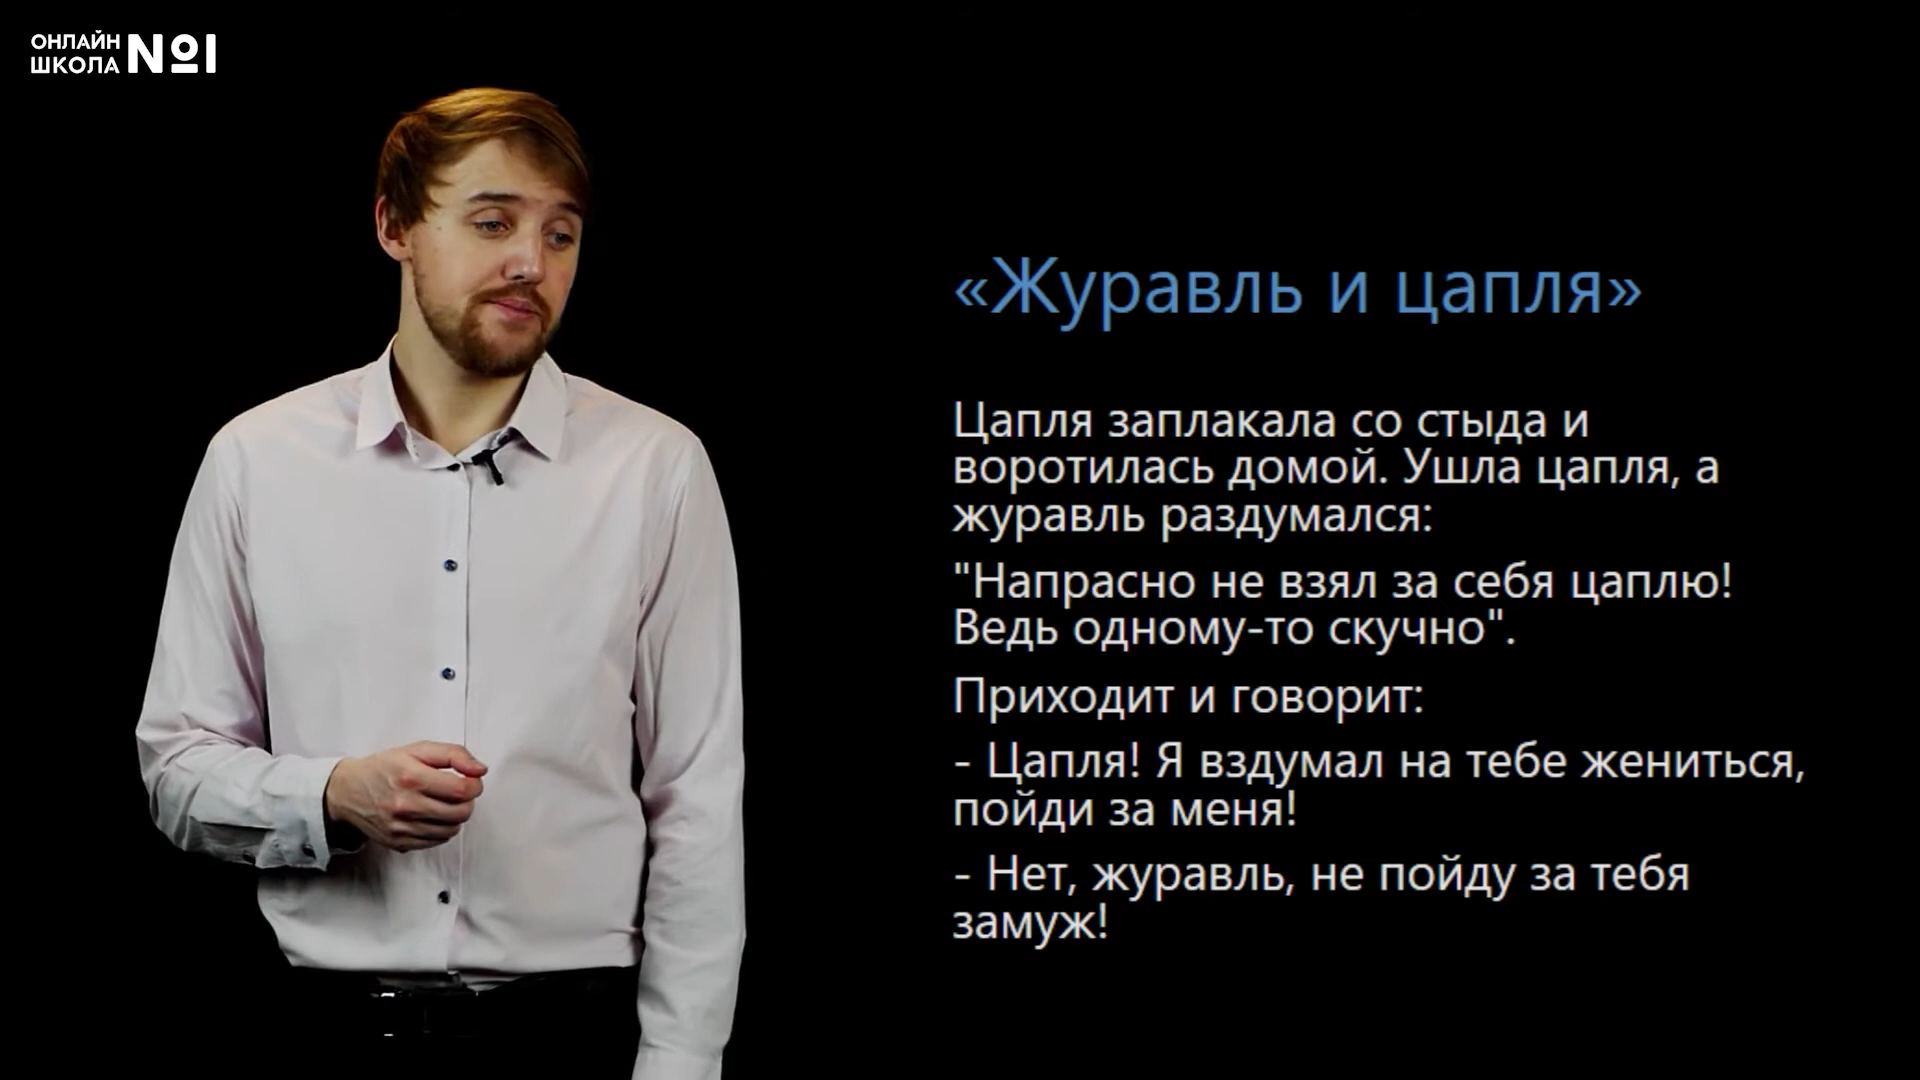 ОНЛАЙН
ШКОЛА №1
«Журавль и цапля»
Цапля заплакала со стыда и
воротилась домой. Ушла цапля, а
журавль раздумался:
"Напрасно не взял за себя цаплю!
Ведь одному-то скучно".
Приходит и говорит:
- Цапля! Я вздумал на тебе жениться,
пойди за меня!
- Нет, журавль, не пойду за тебя
замуж!